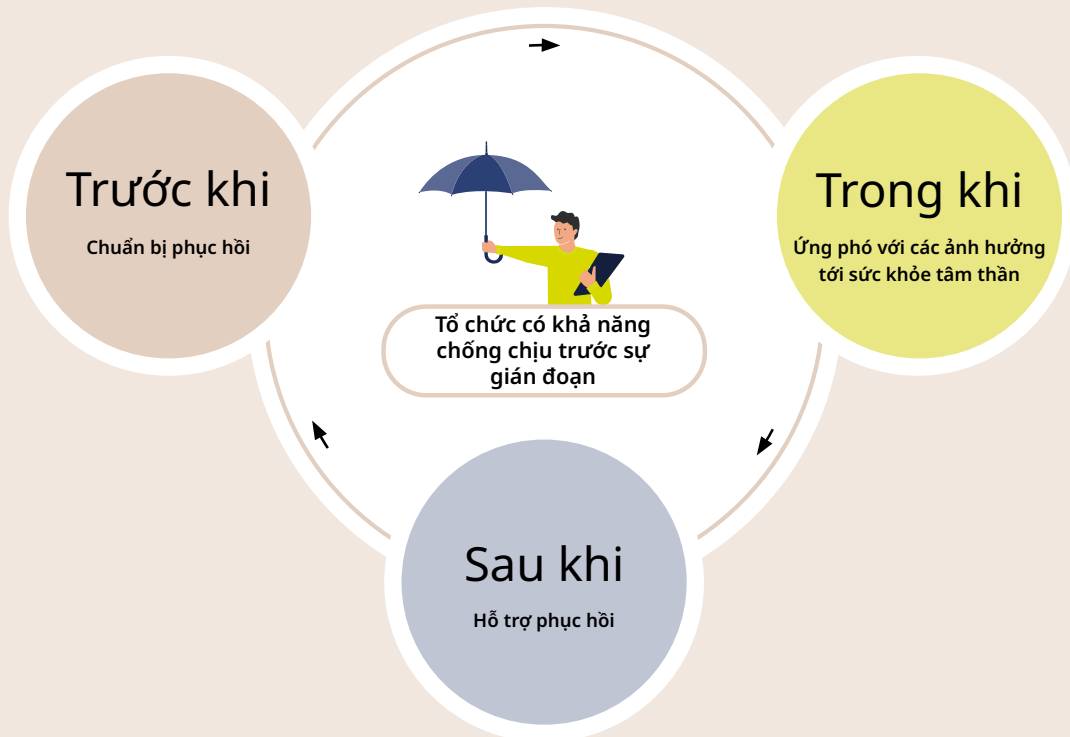 Trước khi
Chuẩn bị phục hồi
Trong khi
Ứng phó với các ảnh hưởng
tới sức khỏe tâm thần
Tổ chức có khả năng
chống chịu trước sự
gián đoạn
Sau khi
Hỗ trợ phục hồi